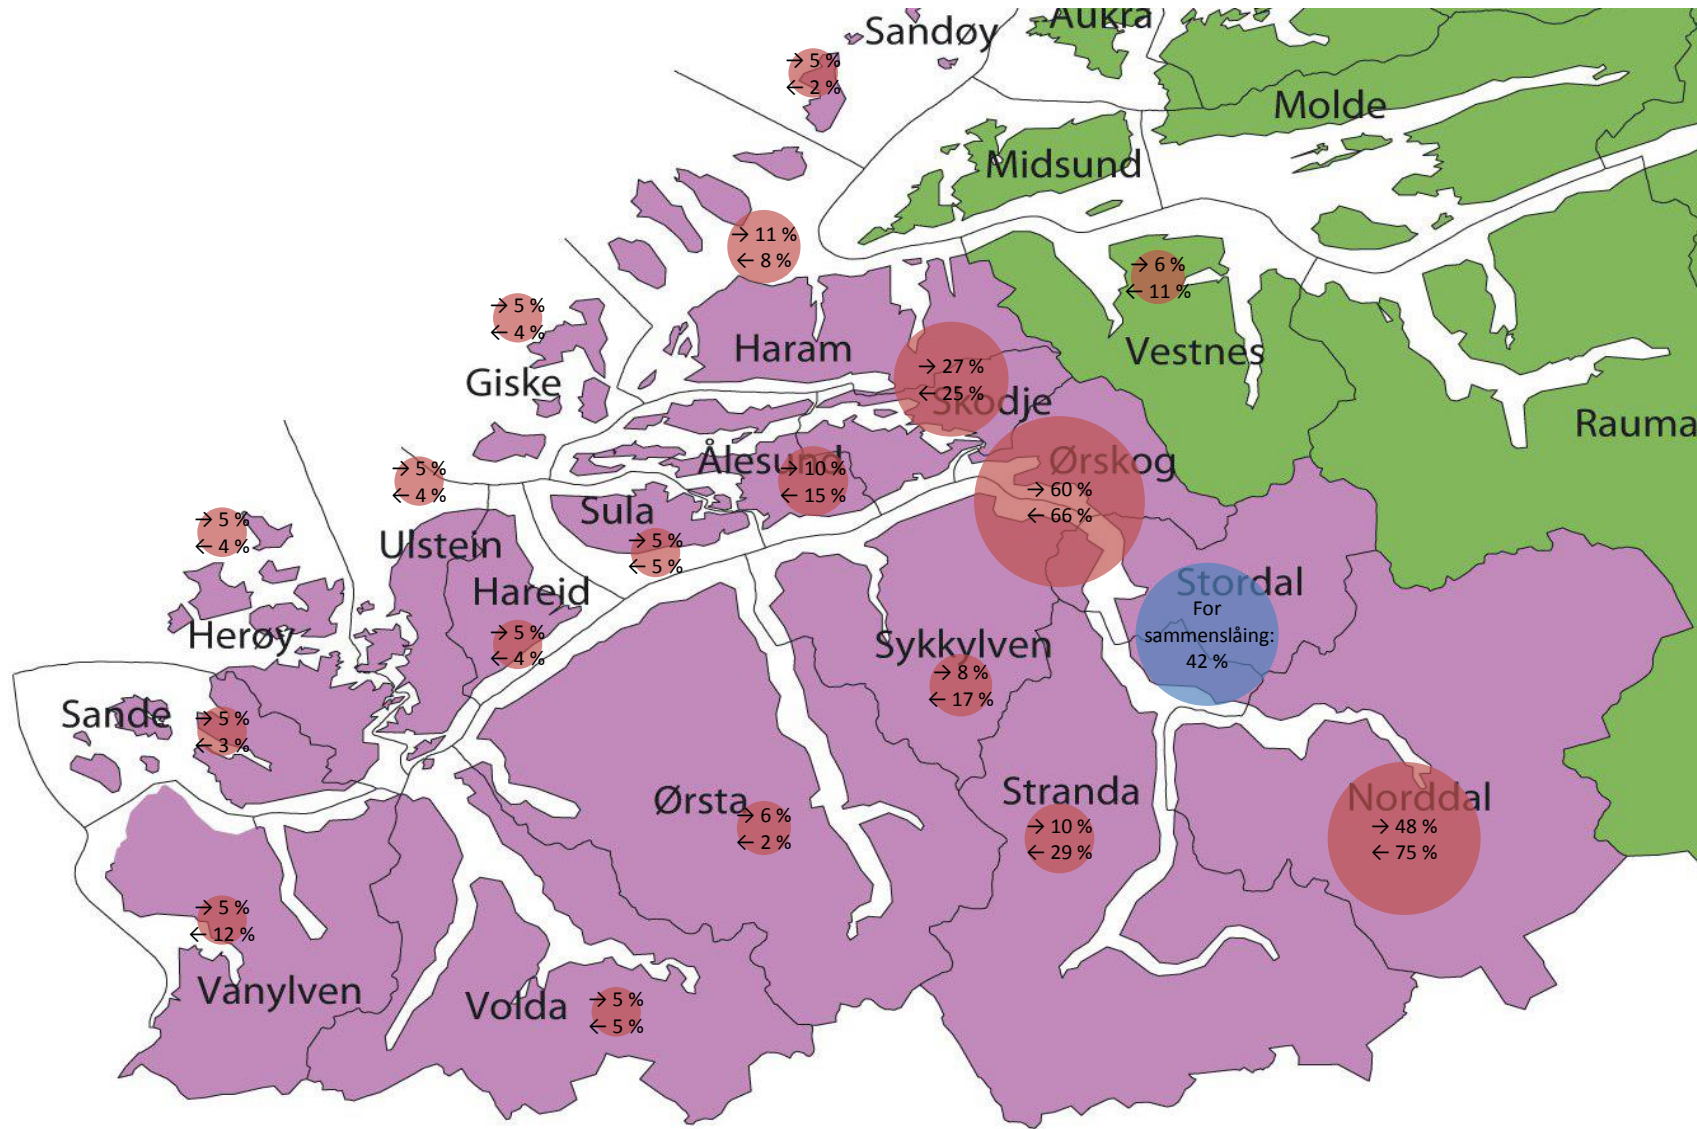 Sandøy
Aukra
→ 5 %
← 2 %
Molde
Midsund
→ 11 %
← 8 %
→ 6 %
← 11 %
→ 5 %
← 4 %
Haram
Vestnes
Giske
→ 27 %
← 25 %
Skodje
Rauma
→ 5 %
← 4 %
Ålesund
→ 10 %
← 15 %
Ørskog
→ 60 %
← 66 %
Sula
→ 5 %
← 5 %
→ 5 %
← 4 %
Ulstein
Hareid
→ 5 %
← 4 %
Stordal
For
sammenslåing:
42 %
Herøy
Sykkylven
→ 8 %
← 17 %
Sande
→ 5 %
← 3 %
Ørsta
→ 6 %
← 2 %
Stranda
→ 10 %
← 29 %
Norddal
→ 48 %
← 75 %
→ 5 %
← 12 %
Vanylven
Volda
→ 5 %
← 5 %